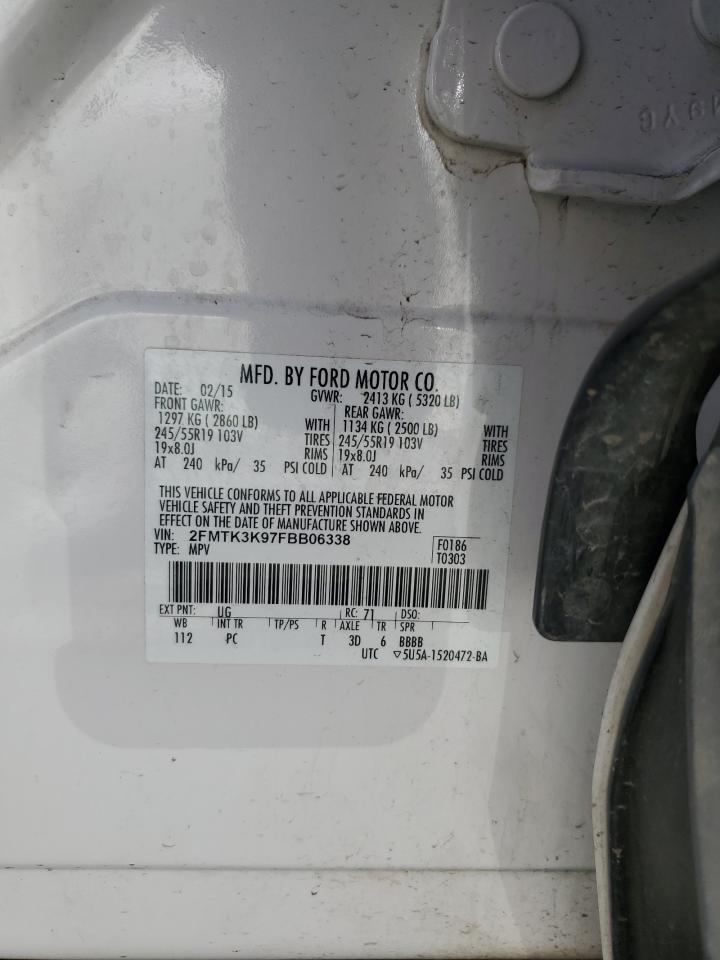 M9YC
MFD. BY FORD MOTOR CO.
DATE: 02/15 GVWR: 2413 KG ( 5320 LB)
FRONT GAWR: REAR GAWR:
1297 KG ( 2860 LB) WITH 1134 KG ( 2500 LB) WITH
245/55R19 103V TIRES 245/55R19 103V TIRES
19x8.0J RIMS 19x8.0J RIMS
AT 240 kPa/ 35 PSI COLD AT 240 kPa/ 35 PSI COLD
THIS VEHICLE CONFORMS TO ALL APPLICABLE FEDERAL MOTOR
VEHICLE SAFETY AND THEFT PREVENTION STANDARDS IN
EFFECT ON THE DATE OF MANUFACTURE SHOWN ABOVE.
VIN: 2FMTK3K97FBB06338 F0186
TYPE: MPV T0303
EXT PNT: UG RC: 71 DSO:
WB INT TR TP/PS R AXLE TR SPR
112 PC T 3D 6 BBBB
UTC ▽5U5A-1520472-BA